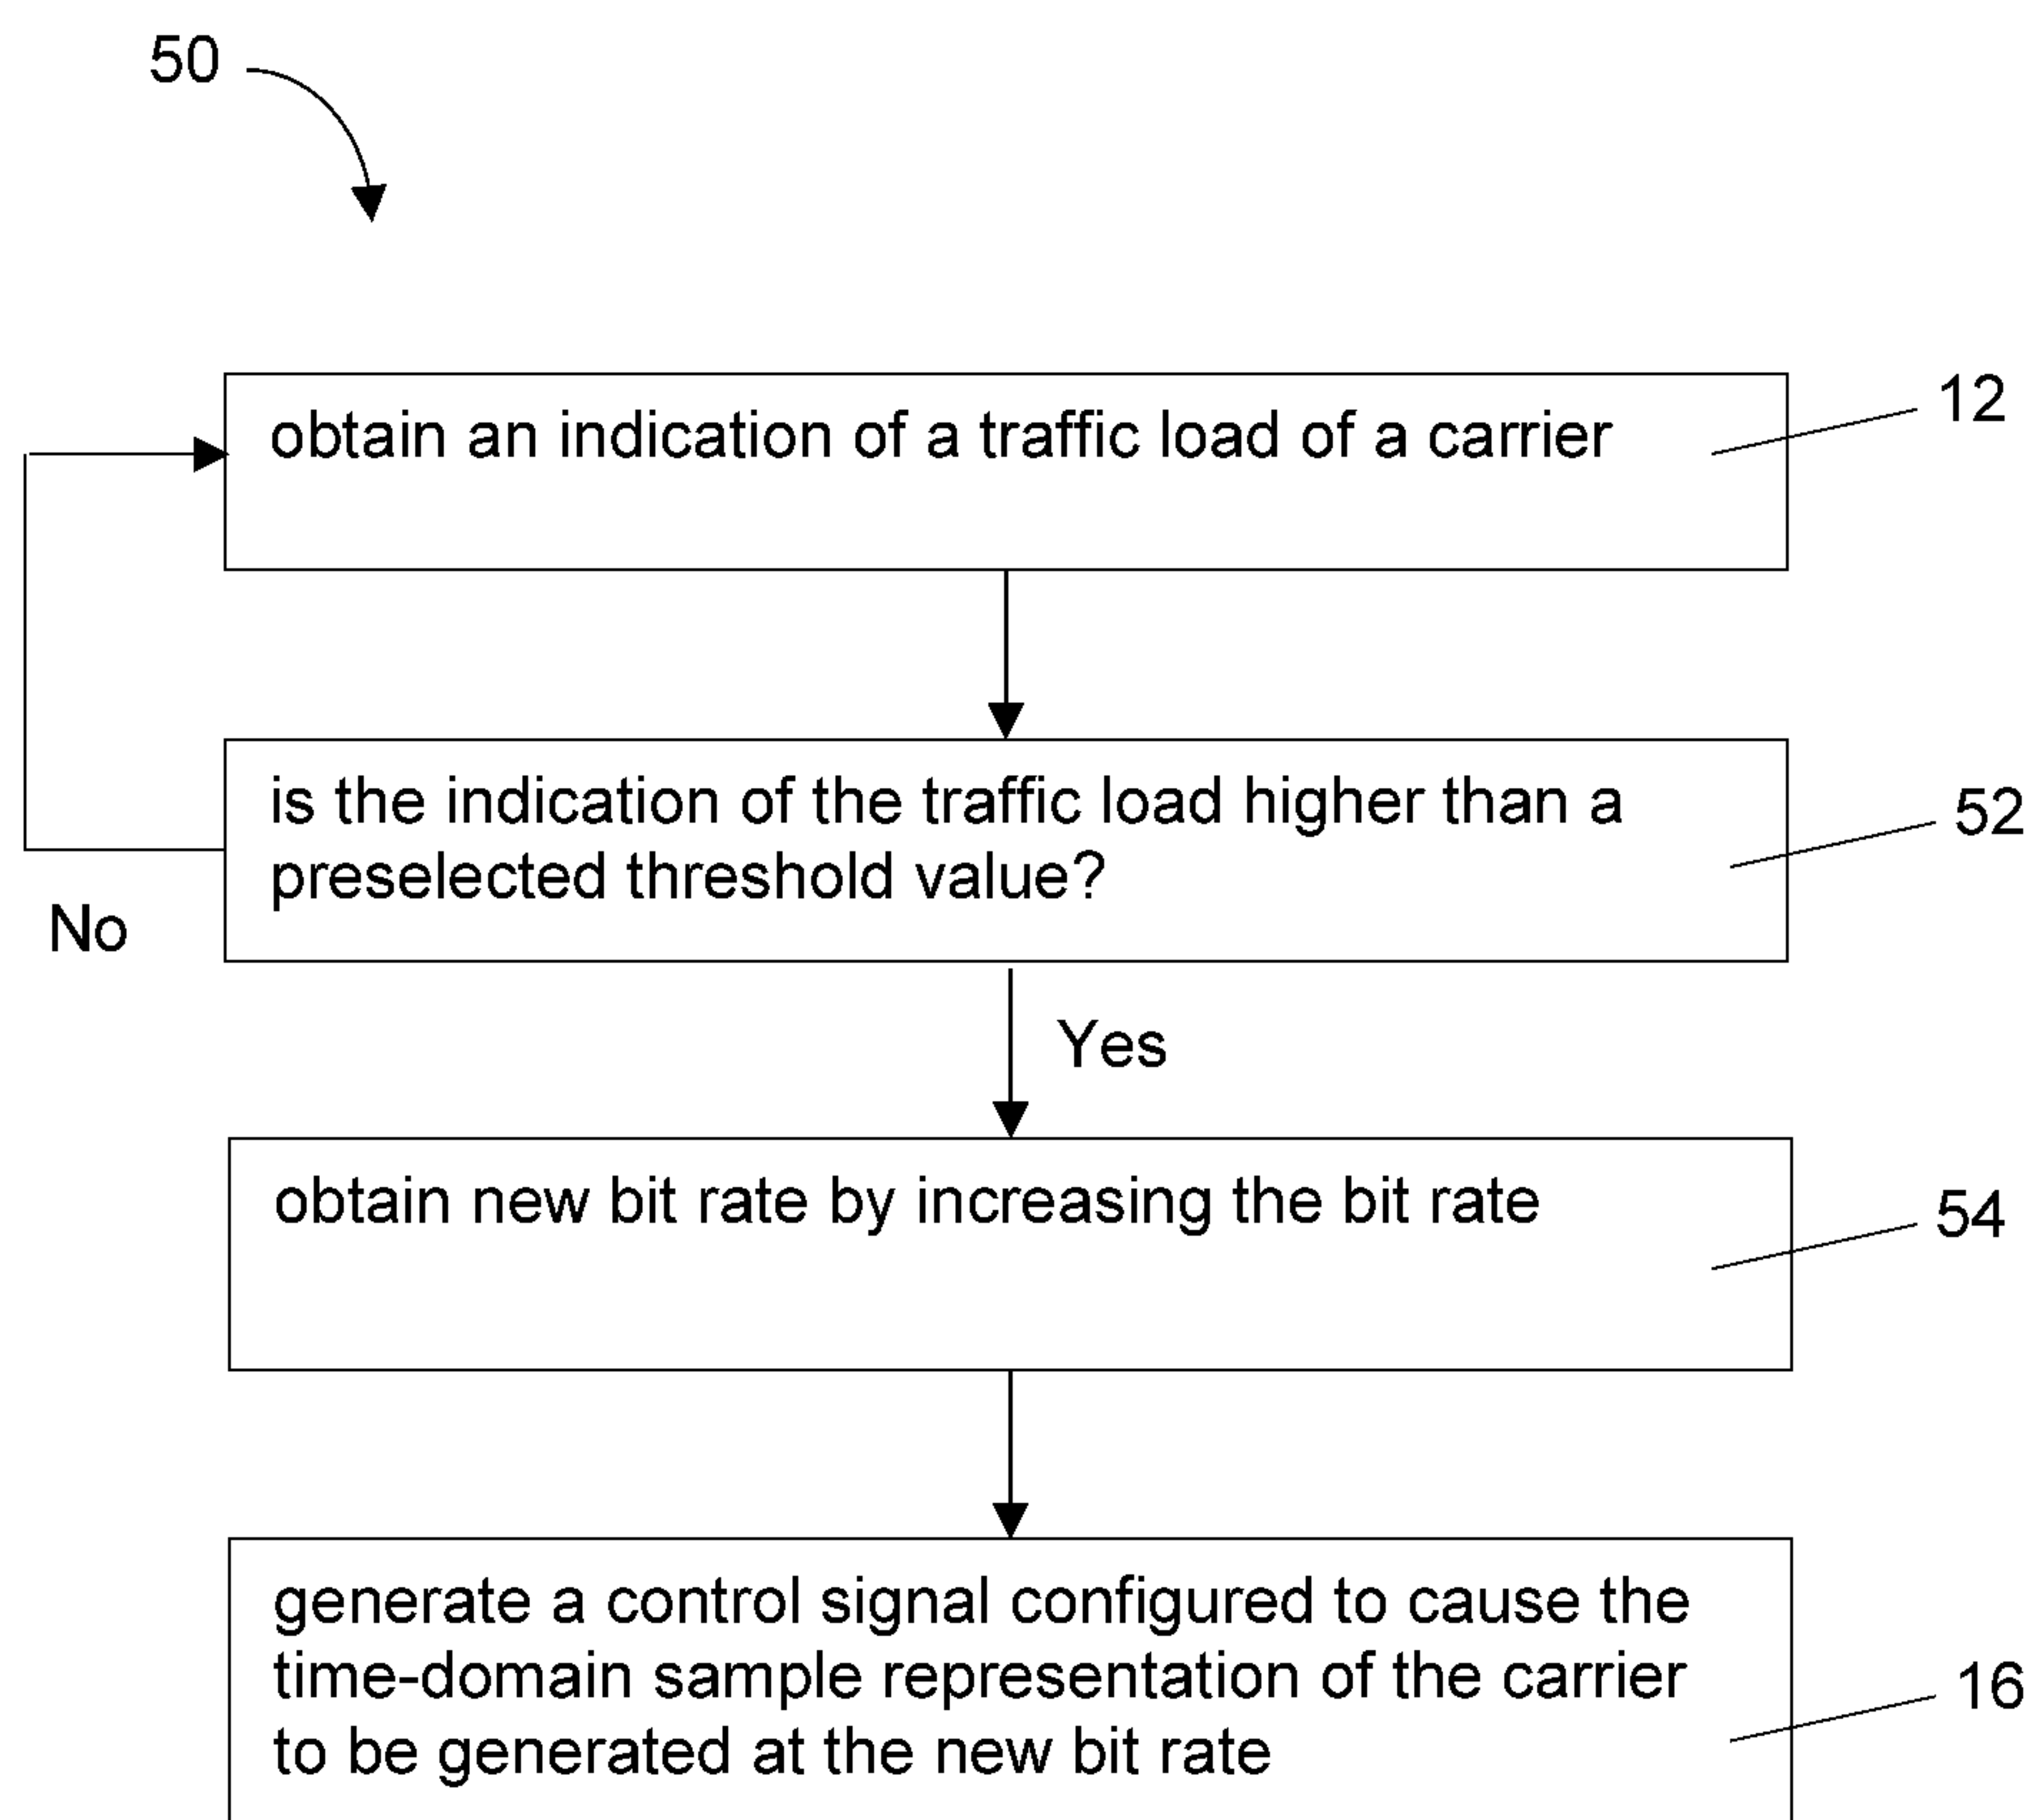 50
obtain an indication of a traffic load of a carrier
12
is the indication of the traffic load higher than a
preselected threshold value?
52
No
Yes
obtain new bit rate by increasing the bit rate
54
generate a control signal configured to cause the
time-domain sample representation of the carrier
to be generated at the new bit rate
16